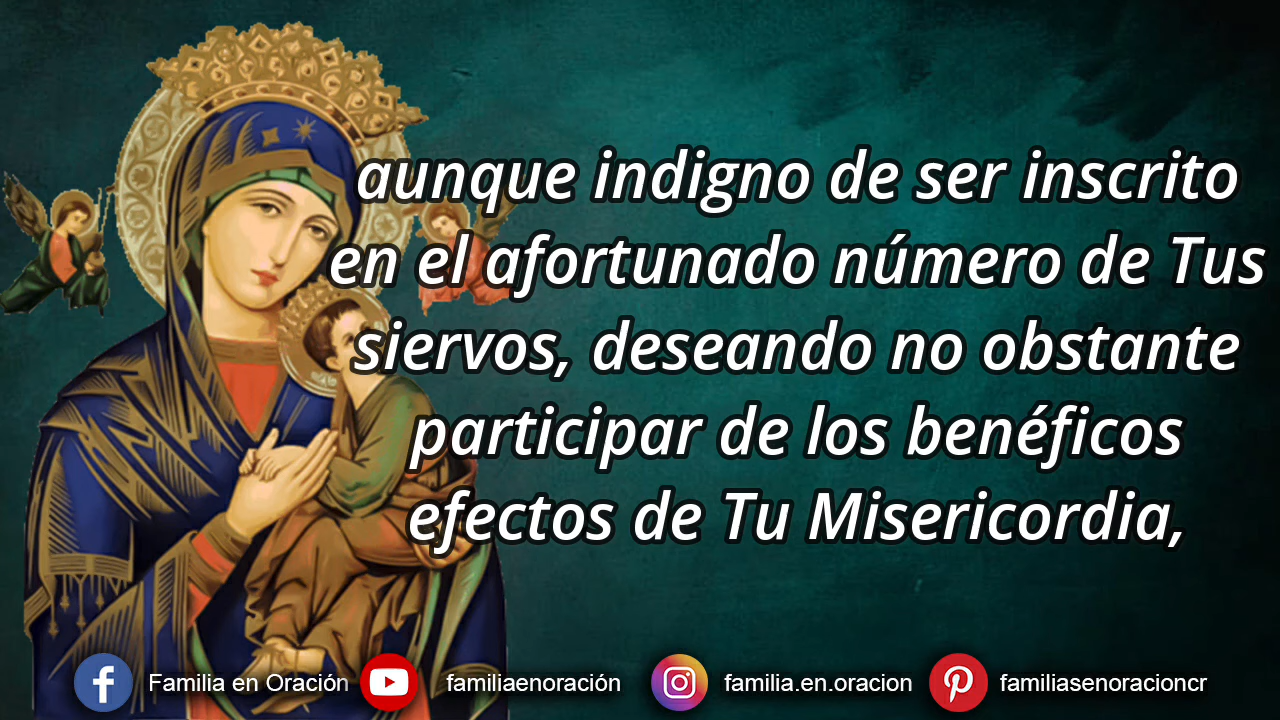 aunque indigno de ser inscrito
en el afortunado número de Tus
siervos, deseando no obstante
participar de los benéficos
efectos de Tu Misericordia,
Familia en Oración familiaenoración familia.en.oracion familiasenoracioncr